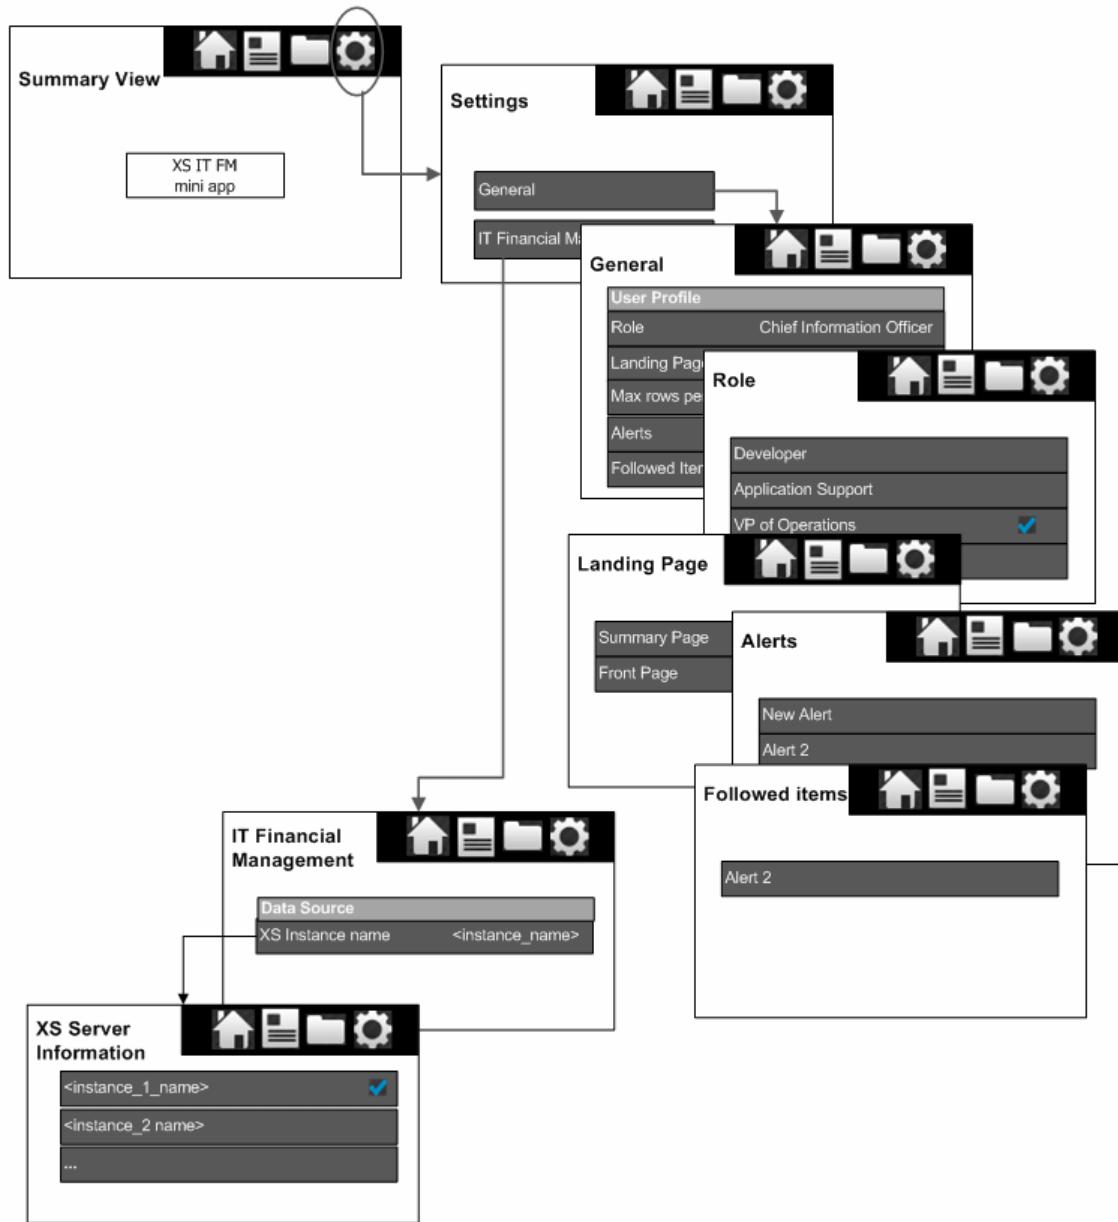 Summary View
XS IT FM
mini app
Settings
General
IT Financial
General
User Profile
Role Chief Information Officer
Landing Page
Max rows
Alerts
Followed
Role
Developer
Application Support
VP of Operations
Landing Page
Summary Page
Front Page
Alerts
New Alert
Alert 2
Followed items
Alert 2
IT Financial
Management
Data Source
XS Instance name <instance_name>
XS Server
Information
<instance_1_name>
<instance_2 name>
...